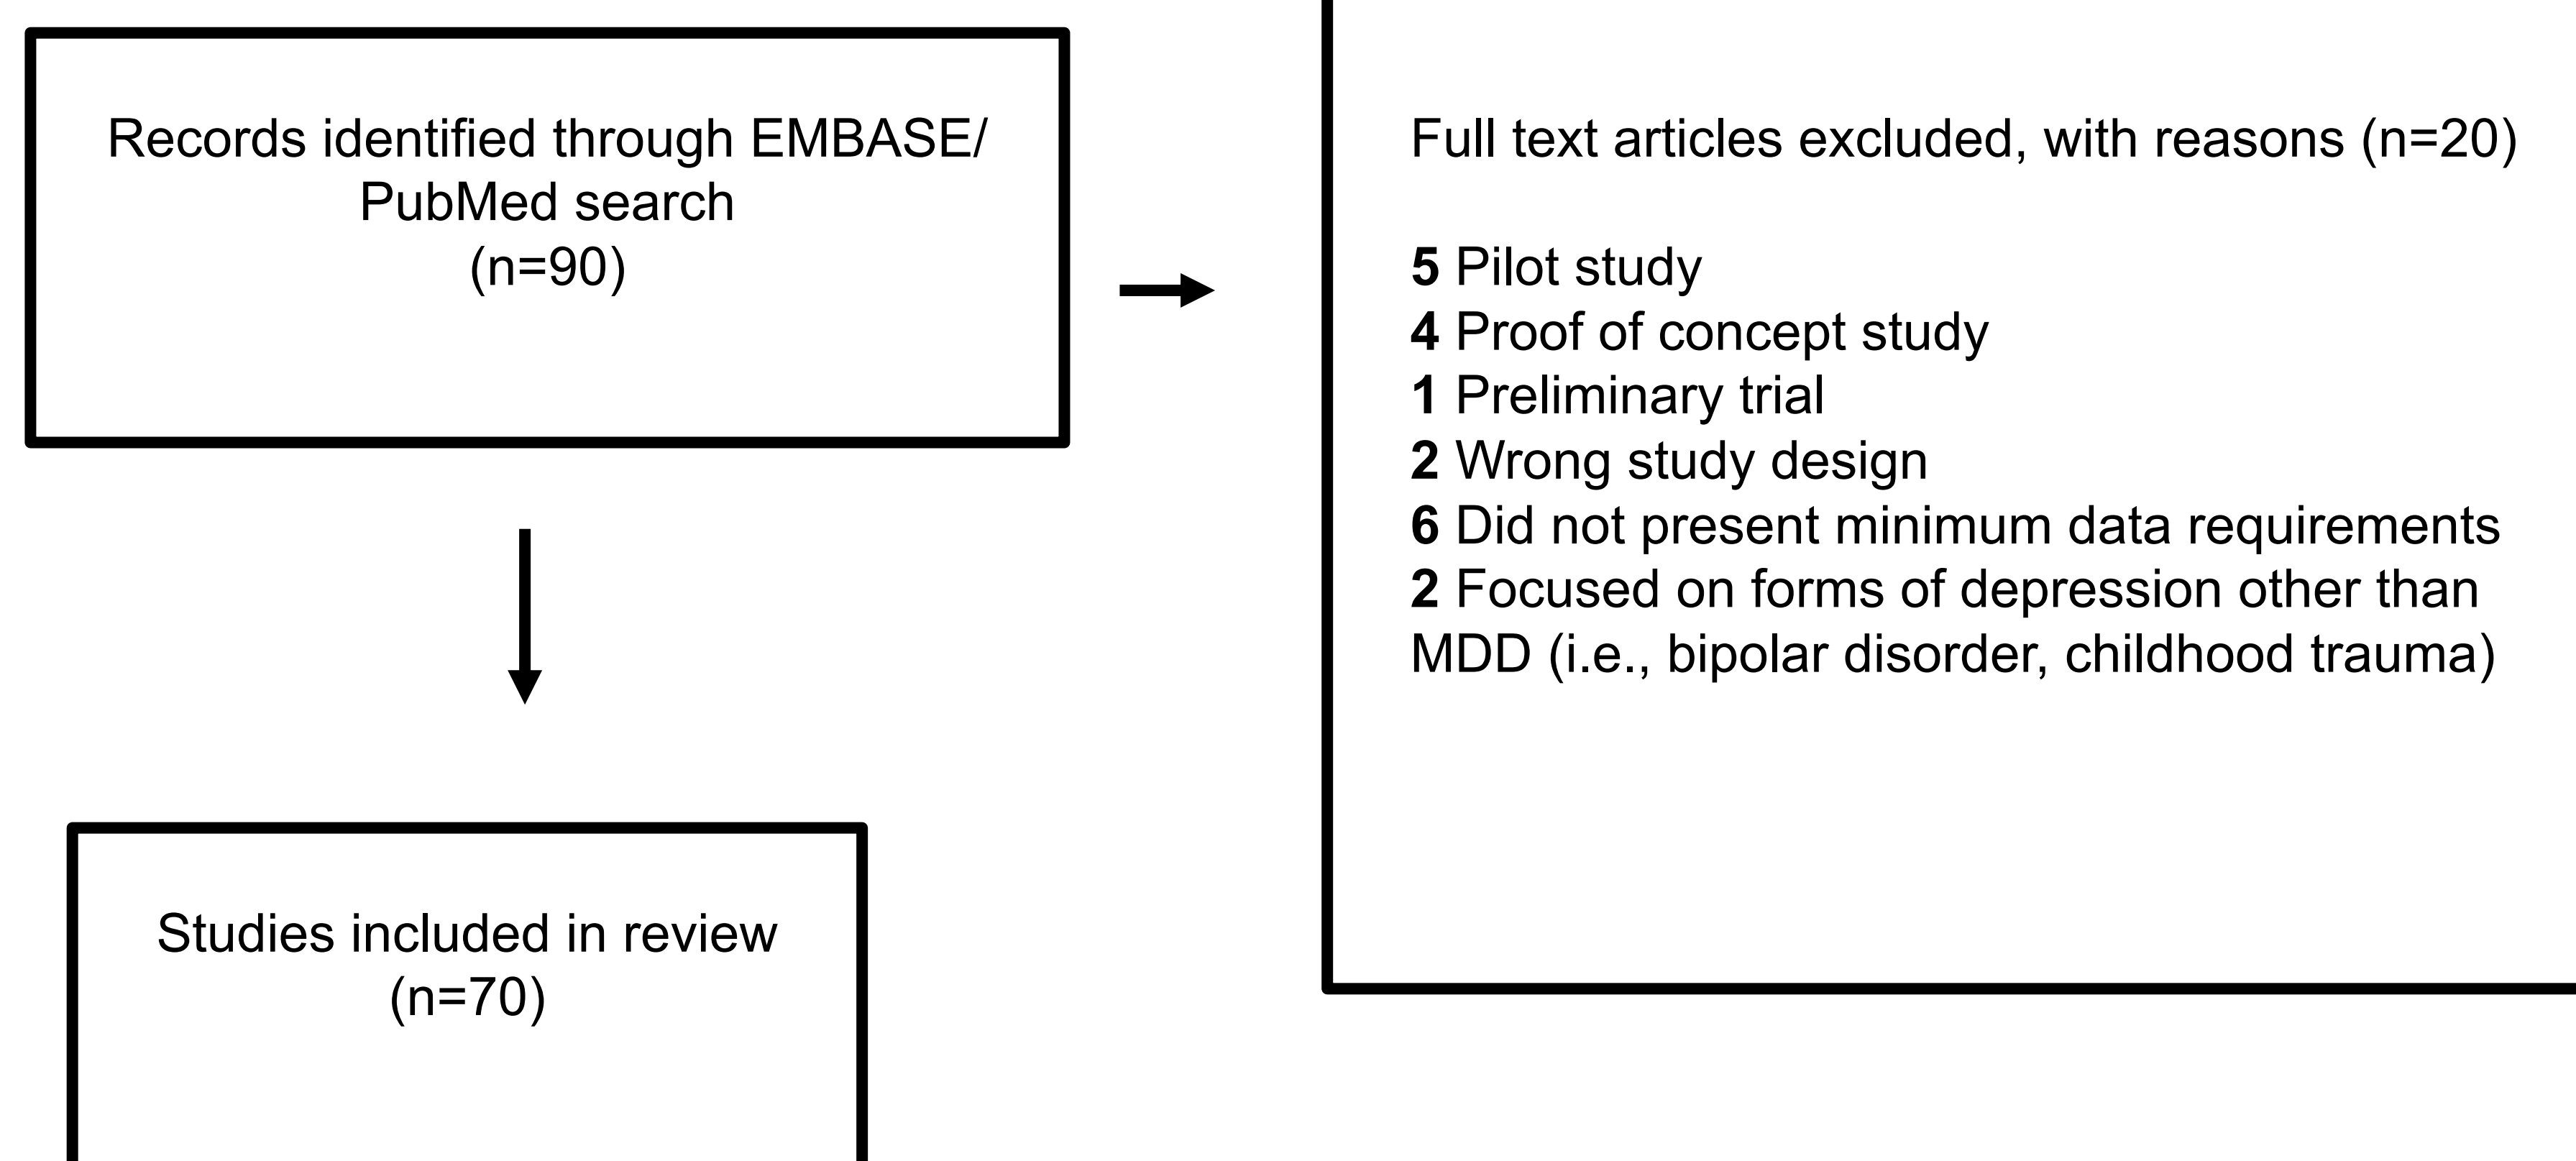 Records identified through EMBASE/
PubMed search
(n=90)
Full text articles excluded, with reasons (n=20)
5 Pilot study
4 Proof of concept study
1 Preliminary trial
2 Wrong study design
6 Did not present minimum data requirements
2 Focused on forms of depression other than
MDD (i.e., bipolar disorder, childhood trauma)
Studies included in review
(n=70)